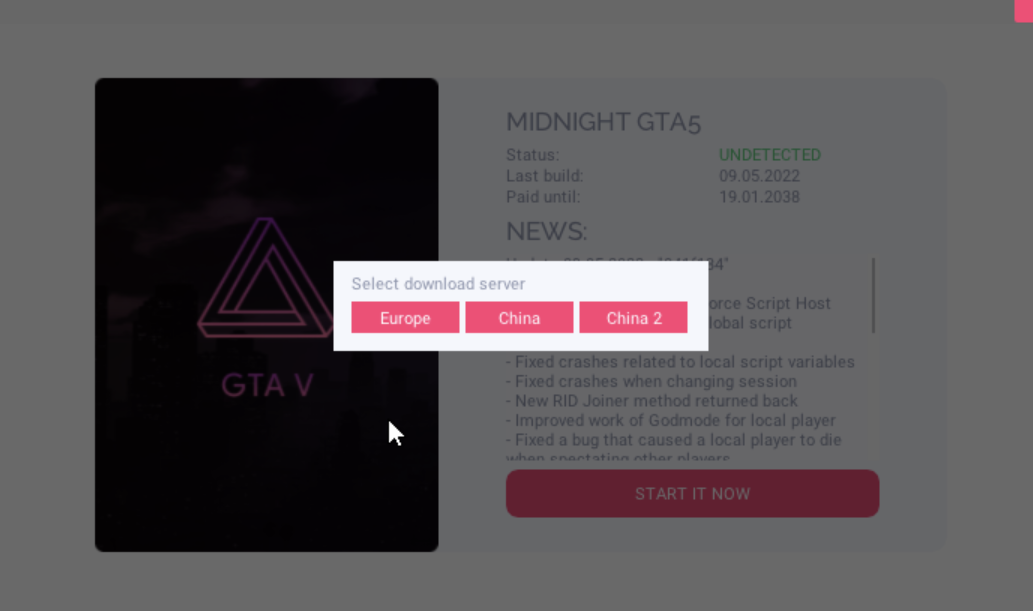 MIDNIGHT GTA5
Status: UNDETECTED
Last build: 09.05.2022
Paid until: 19.01.2038
NEWS:
Select download server
Europe China China 2
orce Script Host
lobal script
- Fixed crashes related to local script variables
- Fixed crashes when changing session
- New RID Joiner method returned back
- Improved work of Godmode for local player
- Fixed a bug that caused a local player to die
when spectating other players
START IT NOW
GTA V